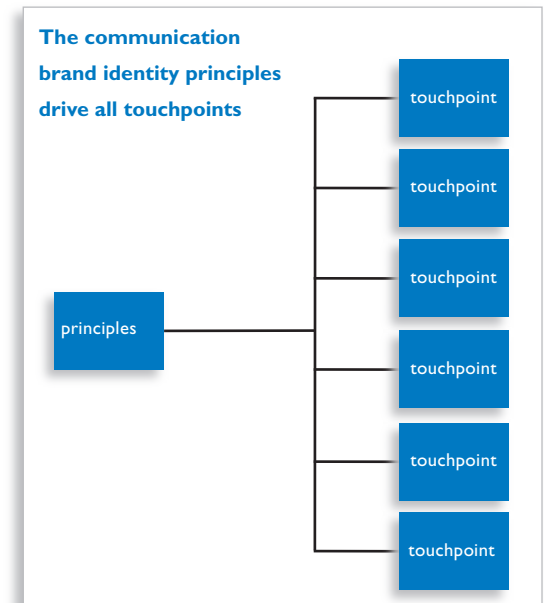 The communication
brand identity principles
drive all touchpoints
touchpoint
touchpoint
touchpoint
principles
touchpoint
touchpoint
touchpoint